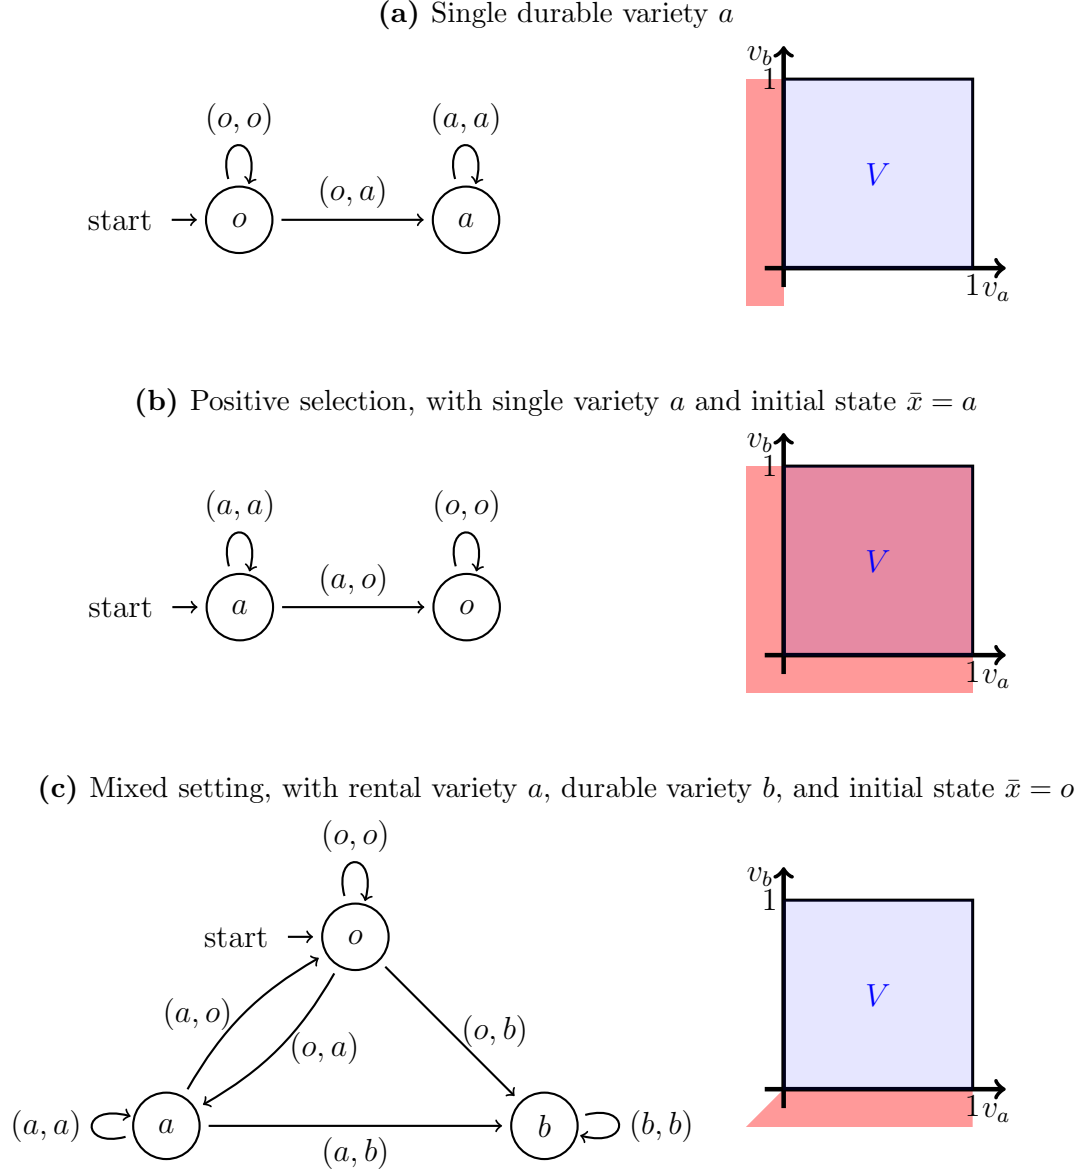 (a) Single durable variety a
(o, o)
(a, a)
(o, a)
start
o
a
v_b
1
V
1
v_a
(b) Positive selection, with single variety a and initial state x̄ = a
(a, a)
(o, o)
(a, o)
start
a
o
v_b
1
V
1
v_a
(c) Mixed setting, with rental variety a, durable variety b, and initial state x̄ = o
(o, o)
start
o
(a, o)
(o, a)
(o, b)
(a, a)
a
(a, b)
b
(b, b)
v_b
1
V
1
v_a